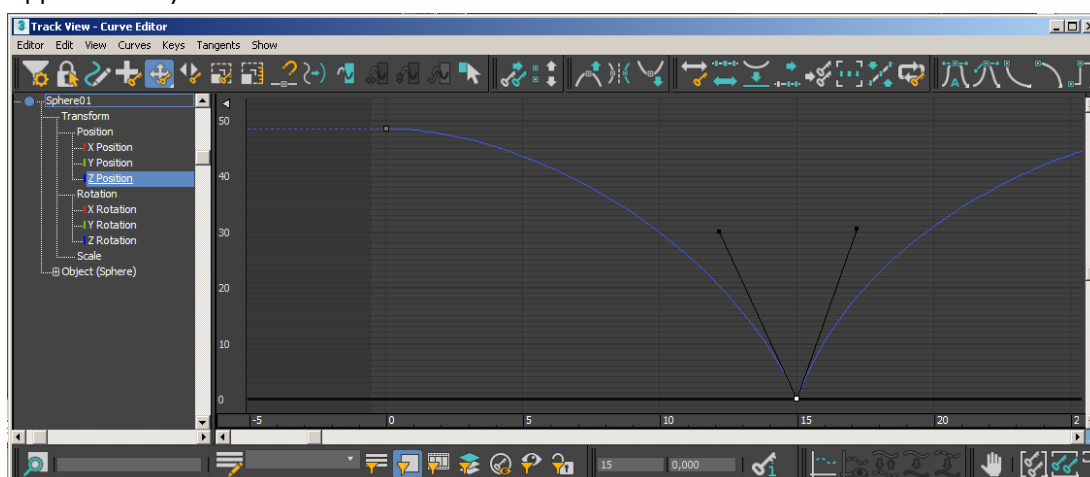 Track View - Curve Editor
Editor Edit View Curves Keys Tangents Show
Sphere01
Transform
Position
X Position
Y Position
Z Position
Rotation
X Rotation
Y Rotation
Z Rotation
Scale
Object (Sphere)
50
40
30
20
10
0
-5 0 5 10 15 20 2
15 0,000